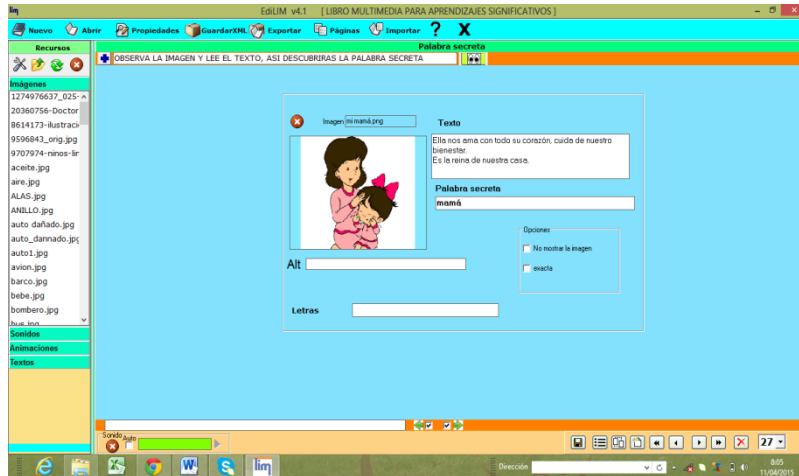 lim
EdiLIM v4.1 [ LIBRO MULTIMEDIA PARA APRENDIZAJES SIGNIFICATIVOS ]
Nuevo Abrir Propiedades GuardarXML Exportar Páginas Importar ? X
Recursos
Palabra secreta
OBSERVA LA IMAGEN Y LEE EL TEXTO, ASI DESCUBRIRAS LA PALABRA SECRETA
Imágenes
1274976637_025-
20360756-Doctor
8614173-ilustraci
9596843_orig.jpg
9707974-ninos-lir
aceite.jpg
aire.jpg
ALAS.jpg
ANILLO.jpg
auto dañado.jpg
auto_dannado.jpg
auto1.jpg
avion.jpg
barco.jpg
bebe.jpg
bombero.jpg
bus.jpg
Sonidos
Animaciones
Textos
Imagen mi mamá.png
Texto
Ella nos ama con todo su corazón, cuida de nuestro
bienestar.
Es la reina de nuestra casa.
Palabra secreta
mamá
Opciones
No mostrar la imagen
exacta
Alt
Letras
Sonido Auto
27
lim
Dirección
8:05
11/04/2015